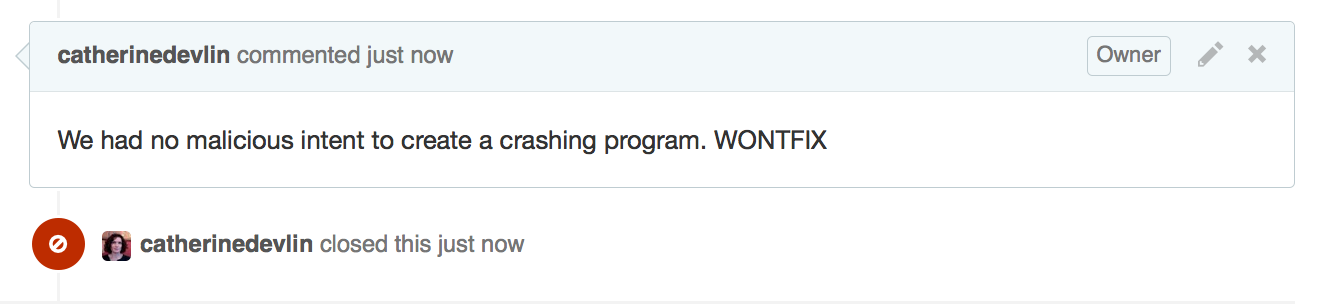 catherinedevlin commented just now Owner
We had no malicious intent to create a crashing program. WONTFIX
catherinedevlin closed this just now